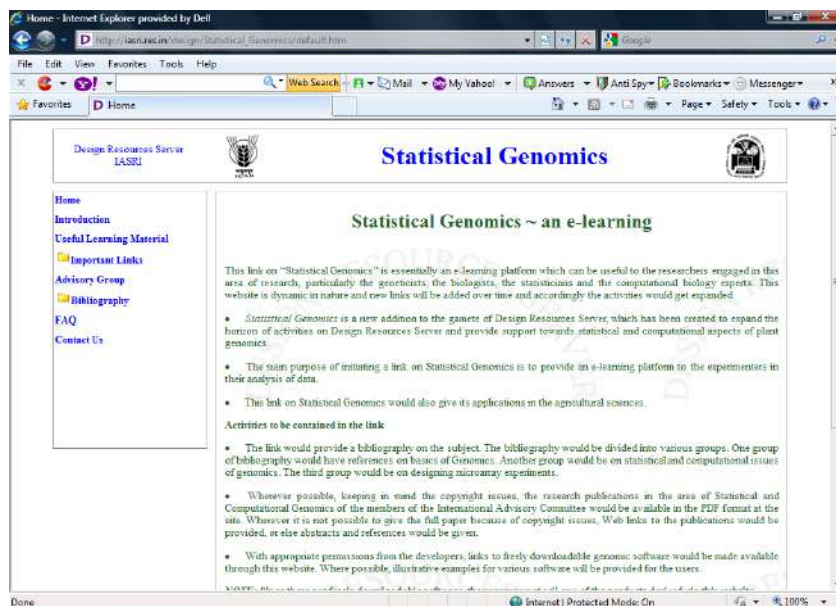 Home - Internet Explorer provided by Dell
http://iasri.res.in/design/Statistical_Genomics/default.htm
Google
File Edit View Favorites Tools Help
Web Search Mail My Yahoo! Answers Anti-Spy Bookmarks Messenger
Favorites Home Page Safety Tools
Design Resources Server
IASRI
Statistical Genomics
Home
Introduction
Useful Learning Material
Important Links
Advisory Group
Bibliography
FAQ
Contact Us
Statistical Genomics ~ an e-learning
This link on “Statistical Genomics” is essentially an e-learning platform which can be useful to the researchers engaged in this
area of research, particularly the geneticists, the biologists, the statisticians and the computational biology experts. This
website is dynamic in nature and new links will be added over time and accordingly the activities would get expanded.
• Statistical Genomics is a new addition to the gamete of Design Resources Server, which has been created to expand the
horizon of activities on Design Resources Server and provide support towards statistical and computational aspects of plant
genomics.
• The main purpose of initiating a link on Statistical Genomics is to provide an e-learning platform to the experimenters in
their analysis of data.
• This link on Statistical Genomics would also give its applications in the agricultural sciences.
Activities to be contained in the link
• The link would provide a bibliography on the subject. The bibliography would be divided into various groups. One group
of bibliography would have references on basics of Genomics. Another group would be on statistical and computational issues
of genomics. The third group would be on designing microarray experiments.
• Wherever possible, keeping in mind the copyright issues, the research publications in the area of Statistical and
Computational Genomics of the members of the International Advisory Committee would be available in the PDF format at the
site. Wherever it is not possible to give the full paper because of copyright issues, Web links to the publications would be
provided, or else abstracts and references would be given.
• With appropriate permissions from the developers, links to freely downloadable genomic software would be made available
through this website. Where possible, illustrative examples for various software will be provided for the users.
Done Internet | Protected Mode: On 100%